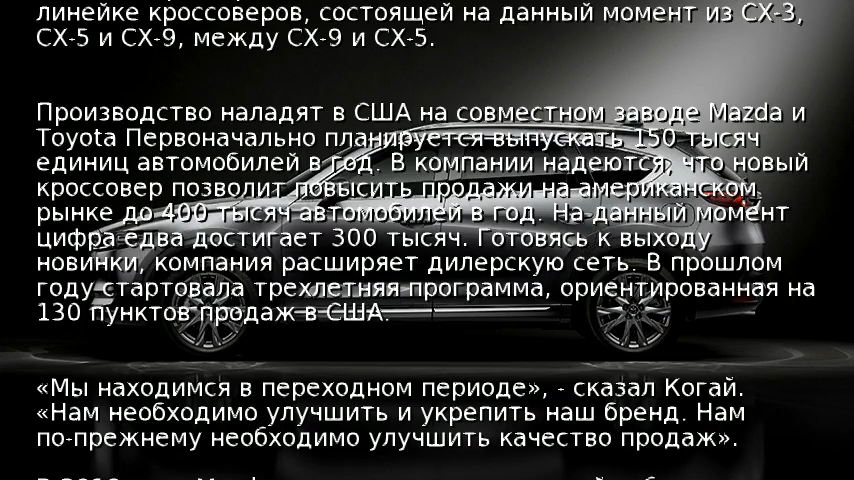 линейке кроссоверов, состоящей на данный момент из CX-3,
CX-5 и CX-9, между CX-9 и CX-5.
Производство наладят в США на совместном заводе Mazda и
Toyota Первоначально планируется выпускать 150 тысяч
единиц автомобилей в год. В компании надеются, что новый
кроссовер позволит повысить продажи на американском
рынке до 400 тысяч автомобилей в год. На данный момент
цифра едва достигает 300 тысяч. Готовясь к выходу
новинки, компания расширяет дилерскую сеть. В прошлом
году стартовала трехлетняя программа, ориентированная на
130 пунктов продаж в США.
«Мы находимся в переходном периоде», - сказал Когай.
«Нам необходимо улучшить и укрепить наш бренд. Нам
по-прежнему необходимо улучшить качество продаж».